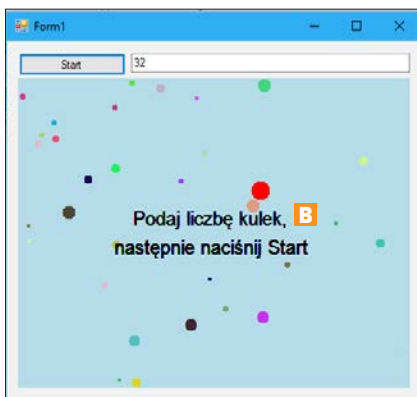 Form1
Start 32
Podaj liczbę kulek, B
następnie naciśnij Start